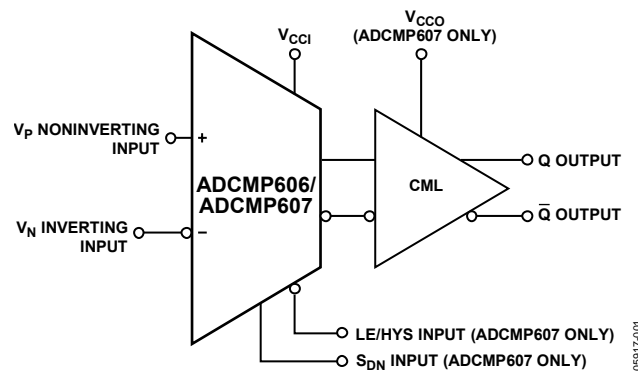 V_CCI
V_CCO
(ADCMP607 ONLY)
V_P NONINVERTING
INPUT
+
ADCMP606/
ADCMP607
CML
Q OUTPUT
V_N INVERTING
INPUT
–
Q̅ OUTPUT
LE/HYS INPUT (ADCMP607 ONLY)
S_DN INPUT (ADCMP607 ONLY)
05917-001